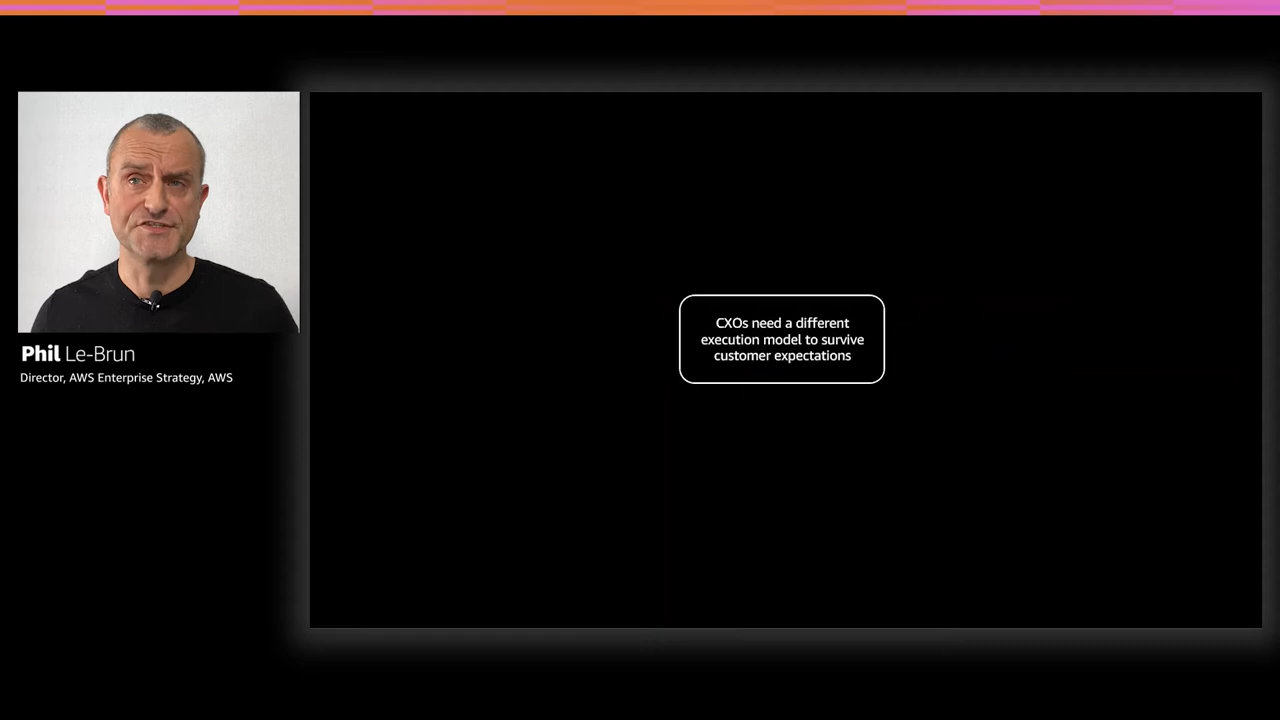 Phil Le-Brun
Director, AWS Enterprise Strategy, AWS
CXOs need a different
execution model to survive
customer expectations